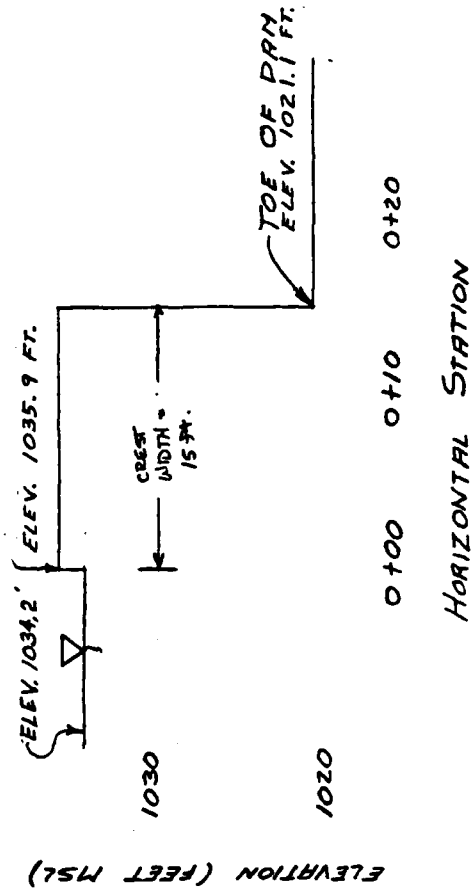 ELEV. 1034.2'
ELEV. 1035.9 FT.
CREST
WIDTH =
15 FT.
TOE OF DAM
ELEV. 1021.1 FT.
1030
1020
0+00
0+10
0+20
HORIZONTAL STATION
ELEVATION (FEET MSL)